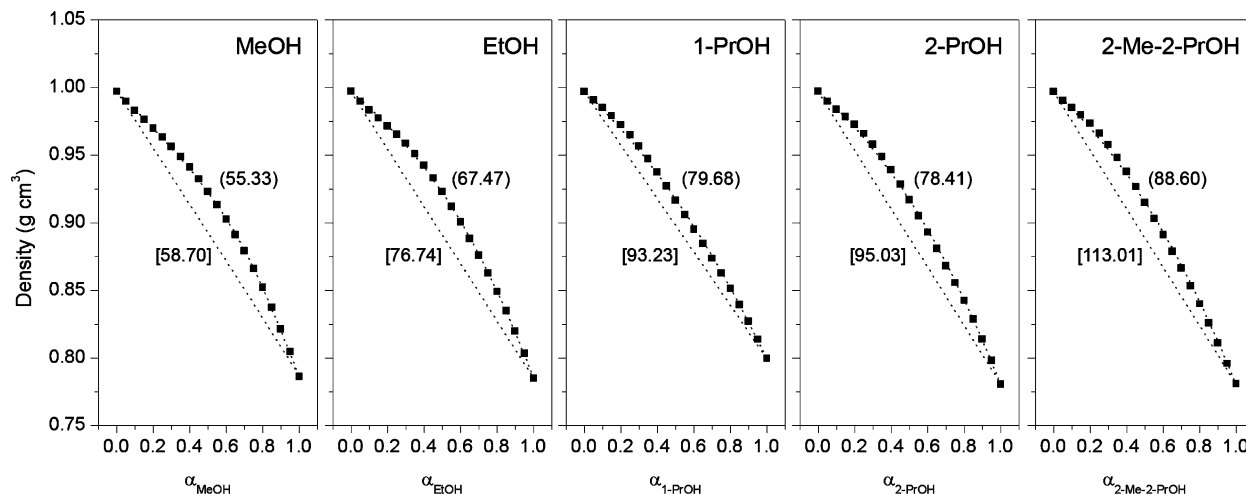 MeOH
EtOH
1-PrOH
2-PrOH
2-Me-2-PrOH
Density (g cm³)
1.05
1.00
0.95
0.90
0.85
0.80
0.75
(55.33)
[58.70]
(67.47)
[76.74]
(79.68)
[93.23]
(78.41)
[95.03]
(88.60)
[113.01]
0.0 0.2 0.4 0.6 0.8 1.0
0.0 0.2 0.4 0.6 0.8 1.0
0.0 0.2 0.4 0.6 0.8 1.0
0.0 0.2 0.4 0.6 0.8 1.0
0.0 0.2 0.4 0.6 0.8 1.0
α MeOH
α EtOH
α 1-PrOH
α 2-PrOH
α 2-Me-2-PrOH